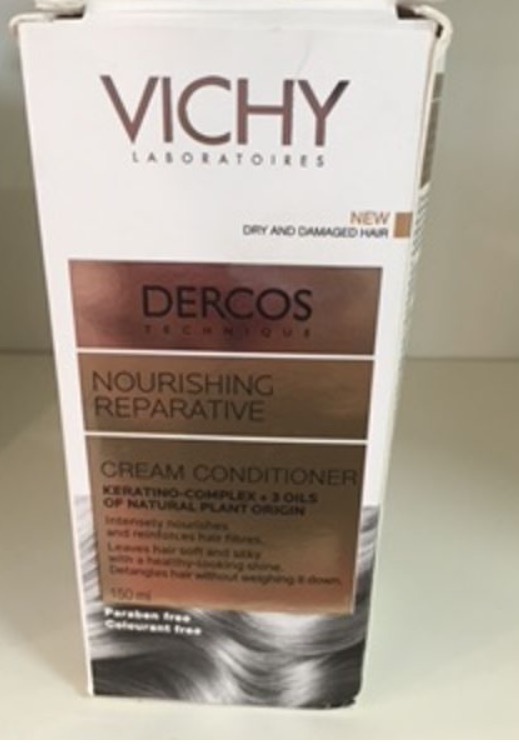 VICHY
LABORATOIRES
NEW
DRY AND DAMAGED HAIR
DERCOS
TECHNIQUE
NOURISHING
REPARATIVE
CREAM CONDITIONER
KERATINO-COMPLEX + 3 OILS
OF NATURAL PLANT ORIGIN
Intensely nourishes
and reinforces hair fibres.
Leaves hair soft and silky
with a healthy-looking shine.
Detangles hair without weighing it down.
150 ml
Paraben free
Colourant free